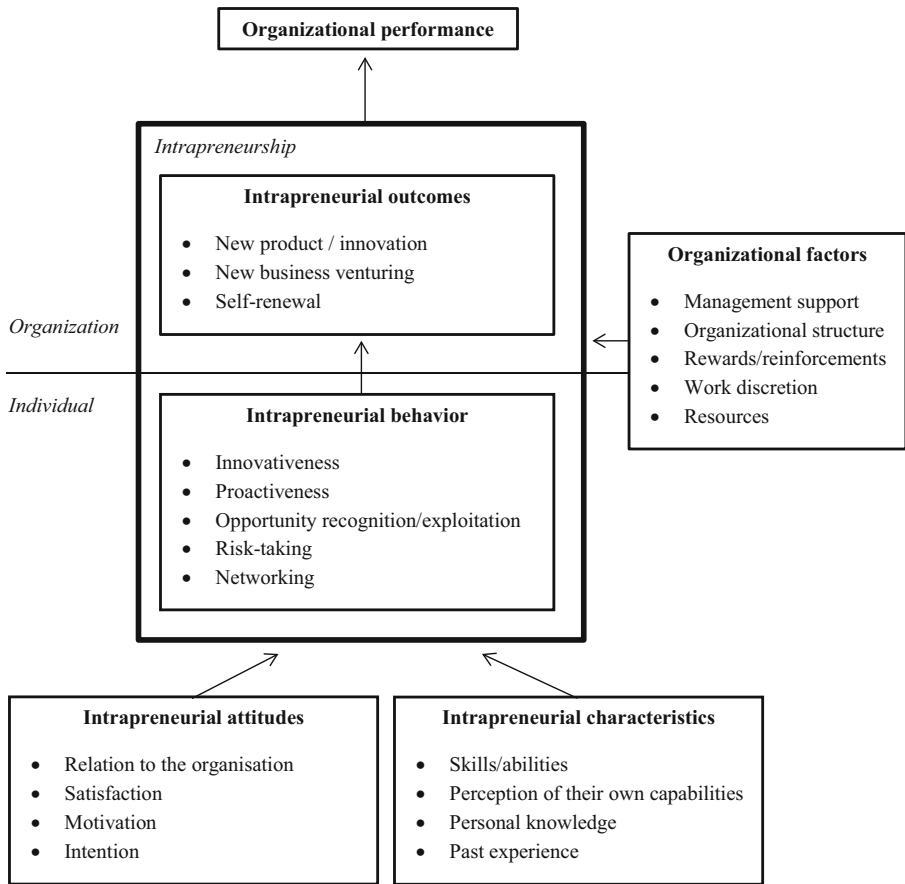 Organizational performance
Intrapreneurship
Intrapreneurial outcomes
• New product / innovation
• New business venturing
• Self-renewal
Organizational factors
• Management support
• Organizational structure
• Rewards/reinforcements
• Work discretion
• Resources
Organization
Individual
Intrapreneurial behavior
• Innovativeness
• Proactiveness
• Opportunity recognition/exploitation
• Risk-taking
• Networking
Intrapreneurial attitudes
• Relation to the organisation
• Satisfaction
• Motivation
• Intention
Intrapreneurial characteristics
• Skills/abilities
• Perception of their own capabilities
• Personal knowledge
• Past experience